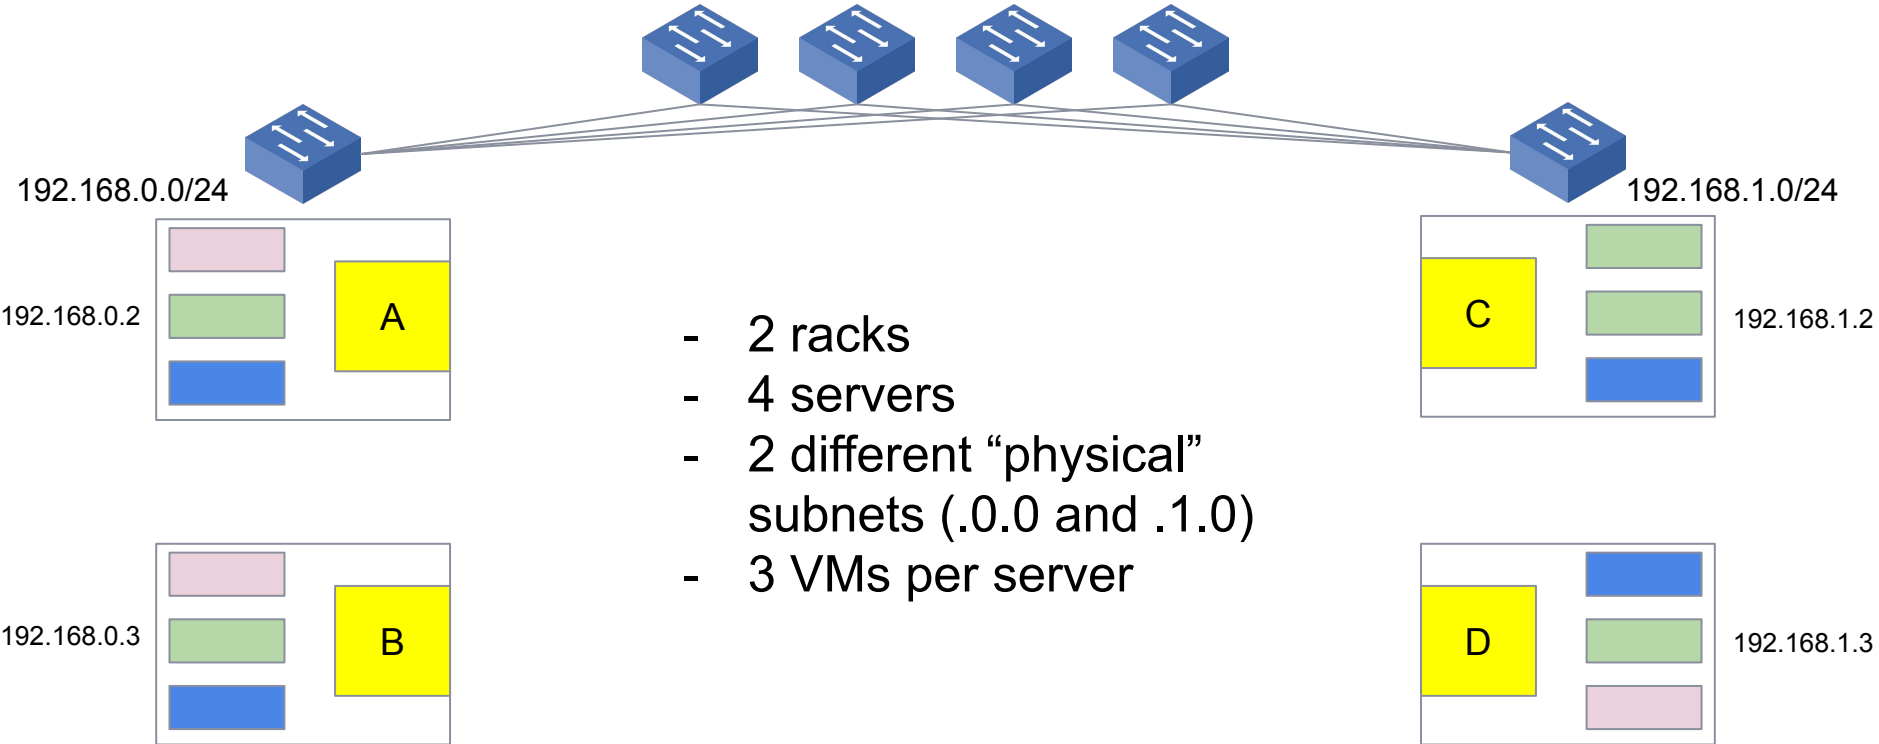 192.168.0.0/24
192.168.1.0/24
192.168.0.2
A
C
192.168.1.2
- 2 racks
- 4 servers
- 2 different “physical”
subnets (.0.0 and .1.0)
- 3 VMs per server
192.168.0.3
B
D
192.168.1.3